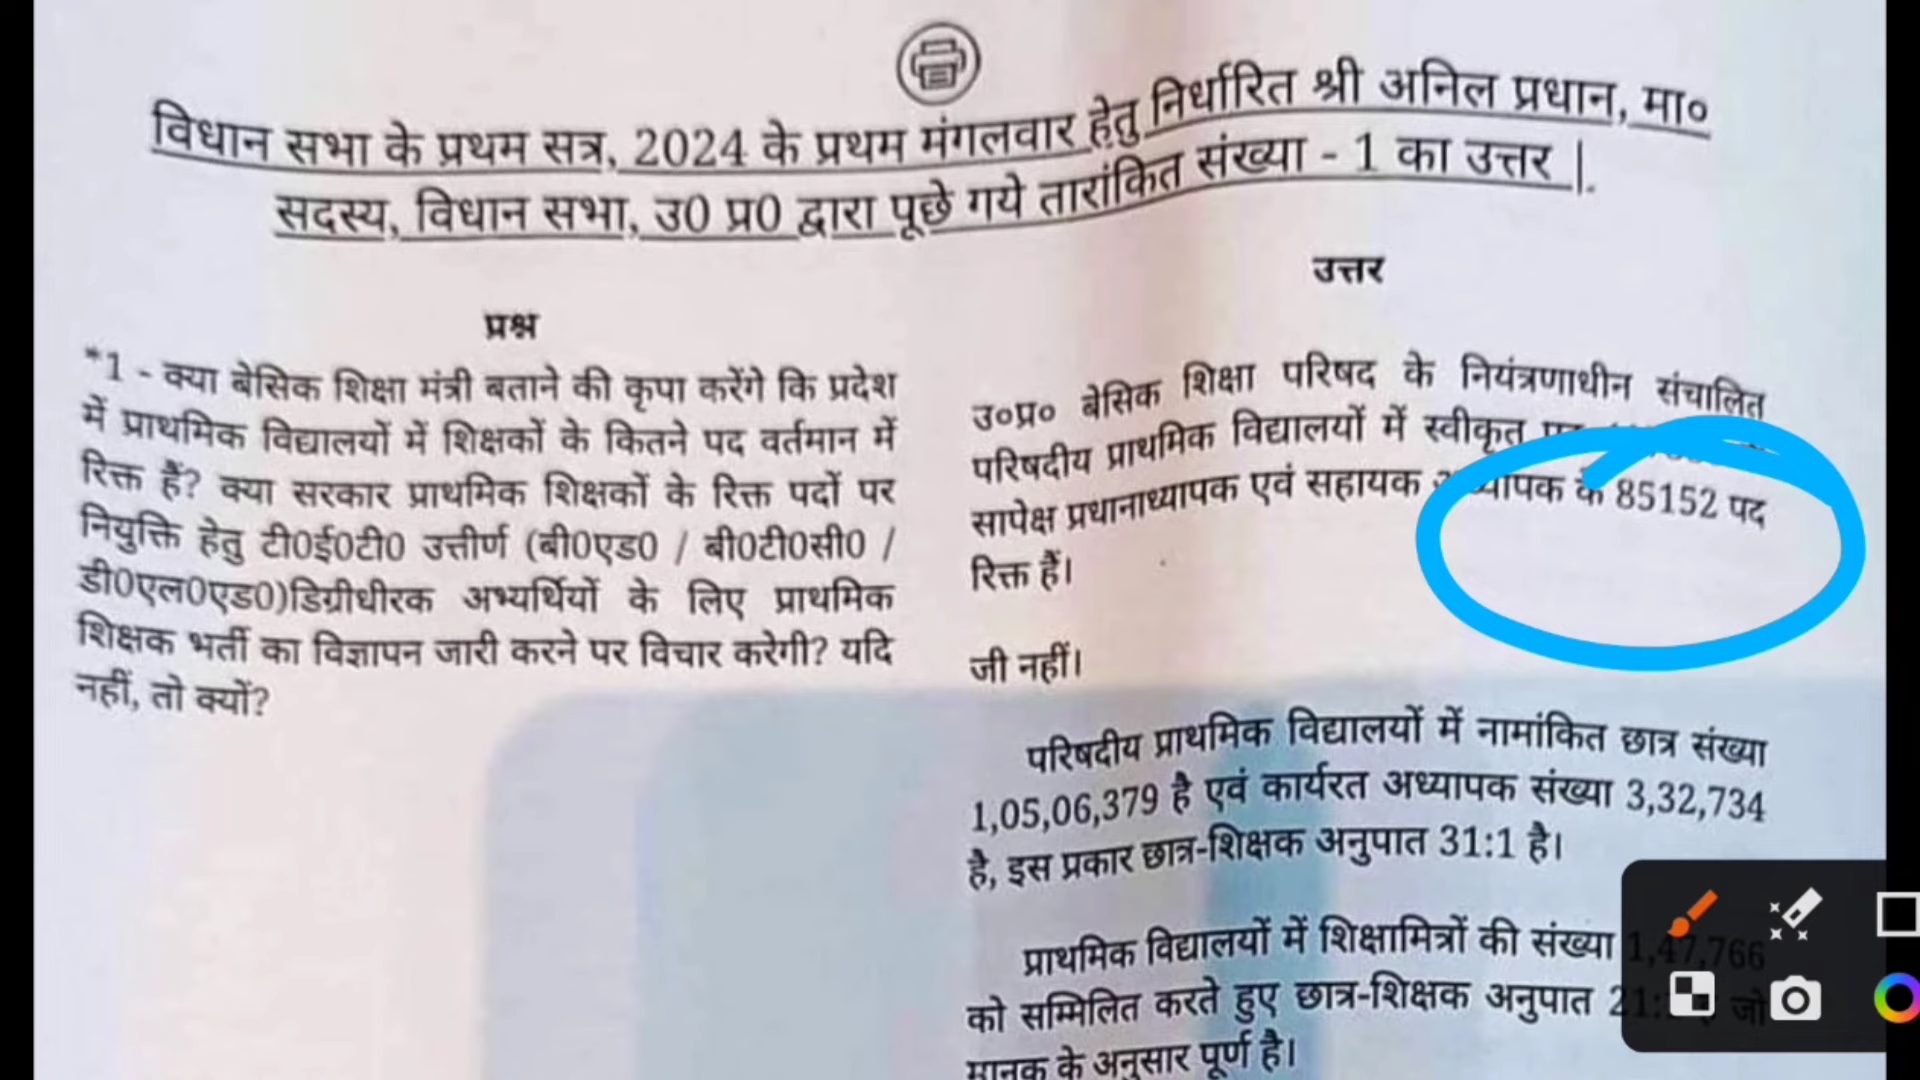 विधान सभा के प्रथम सत्र, 2024 के प्रथम मंगलवार हेतु निर्धारित श्री अनिल प्रधान, मा०
सदस्य, विधान सभा, उ0 प्र0 द्वारा पूछे गये तारांकित संख्या - 1 का उत्तर |.
प्रश्न
*1 - क्या बेसिक शिक्षा मंत्री बताने की कृपा करेंगे कि प्रदेश
में प्राथमिक विद्यालयों में शिक्षकों के कितने पद वर्तमान में
रिक्त हैं? क्या सरकार प्राथमिक शिक्षकों के रिक्त पदों पर
नियुक्ति हेतु टी0ई0टी0 उत्तीर्ण (बी0एड0 / बी0टी0सी0 /
डी0एल0एड0)डिग्रीधीरक अभ्यर्थियों के लिए प्राथमिक
शिक्षक भर्ती का विज्ञापन जारी करने पर विचार करेगी? यदि
नहीं, तो क्यों?
उत्तर
उ०प्र० बेसिक शिक्षा परिषद के नियंत्रणाधीन संचालित
परिषदीय प्राथमिक विद्यालयों में स्वीकृत
सापेक्ष प्रधानाध्यापक एवं सहायक अध्यापक के 85152 पद
रिक्त हैं।
जी नहीं।
परिषदीय प्राथमिक विद्यालयों में नामांकित छात्र संख्या
1,05,06,379 है एवं कार्यरत अध्यापक संख्या 3,32,734
है, इस प्रकार छात्र-शिक्षक अनुपात 31:1 है।
प्राथमिक विद्यालयों में शिक्षामित्रों की संख्या 1,47,766
को सम्मिलित करते हुए छात्र-शिक्षक अनुपात जो
मानक के अनुसार पूर्ण है।